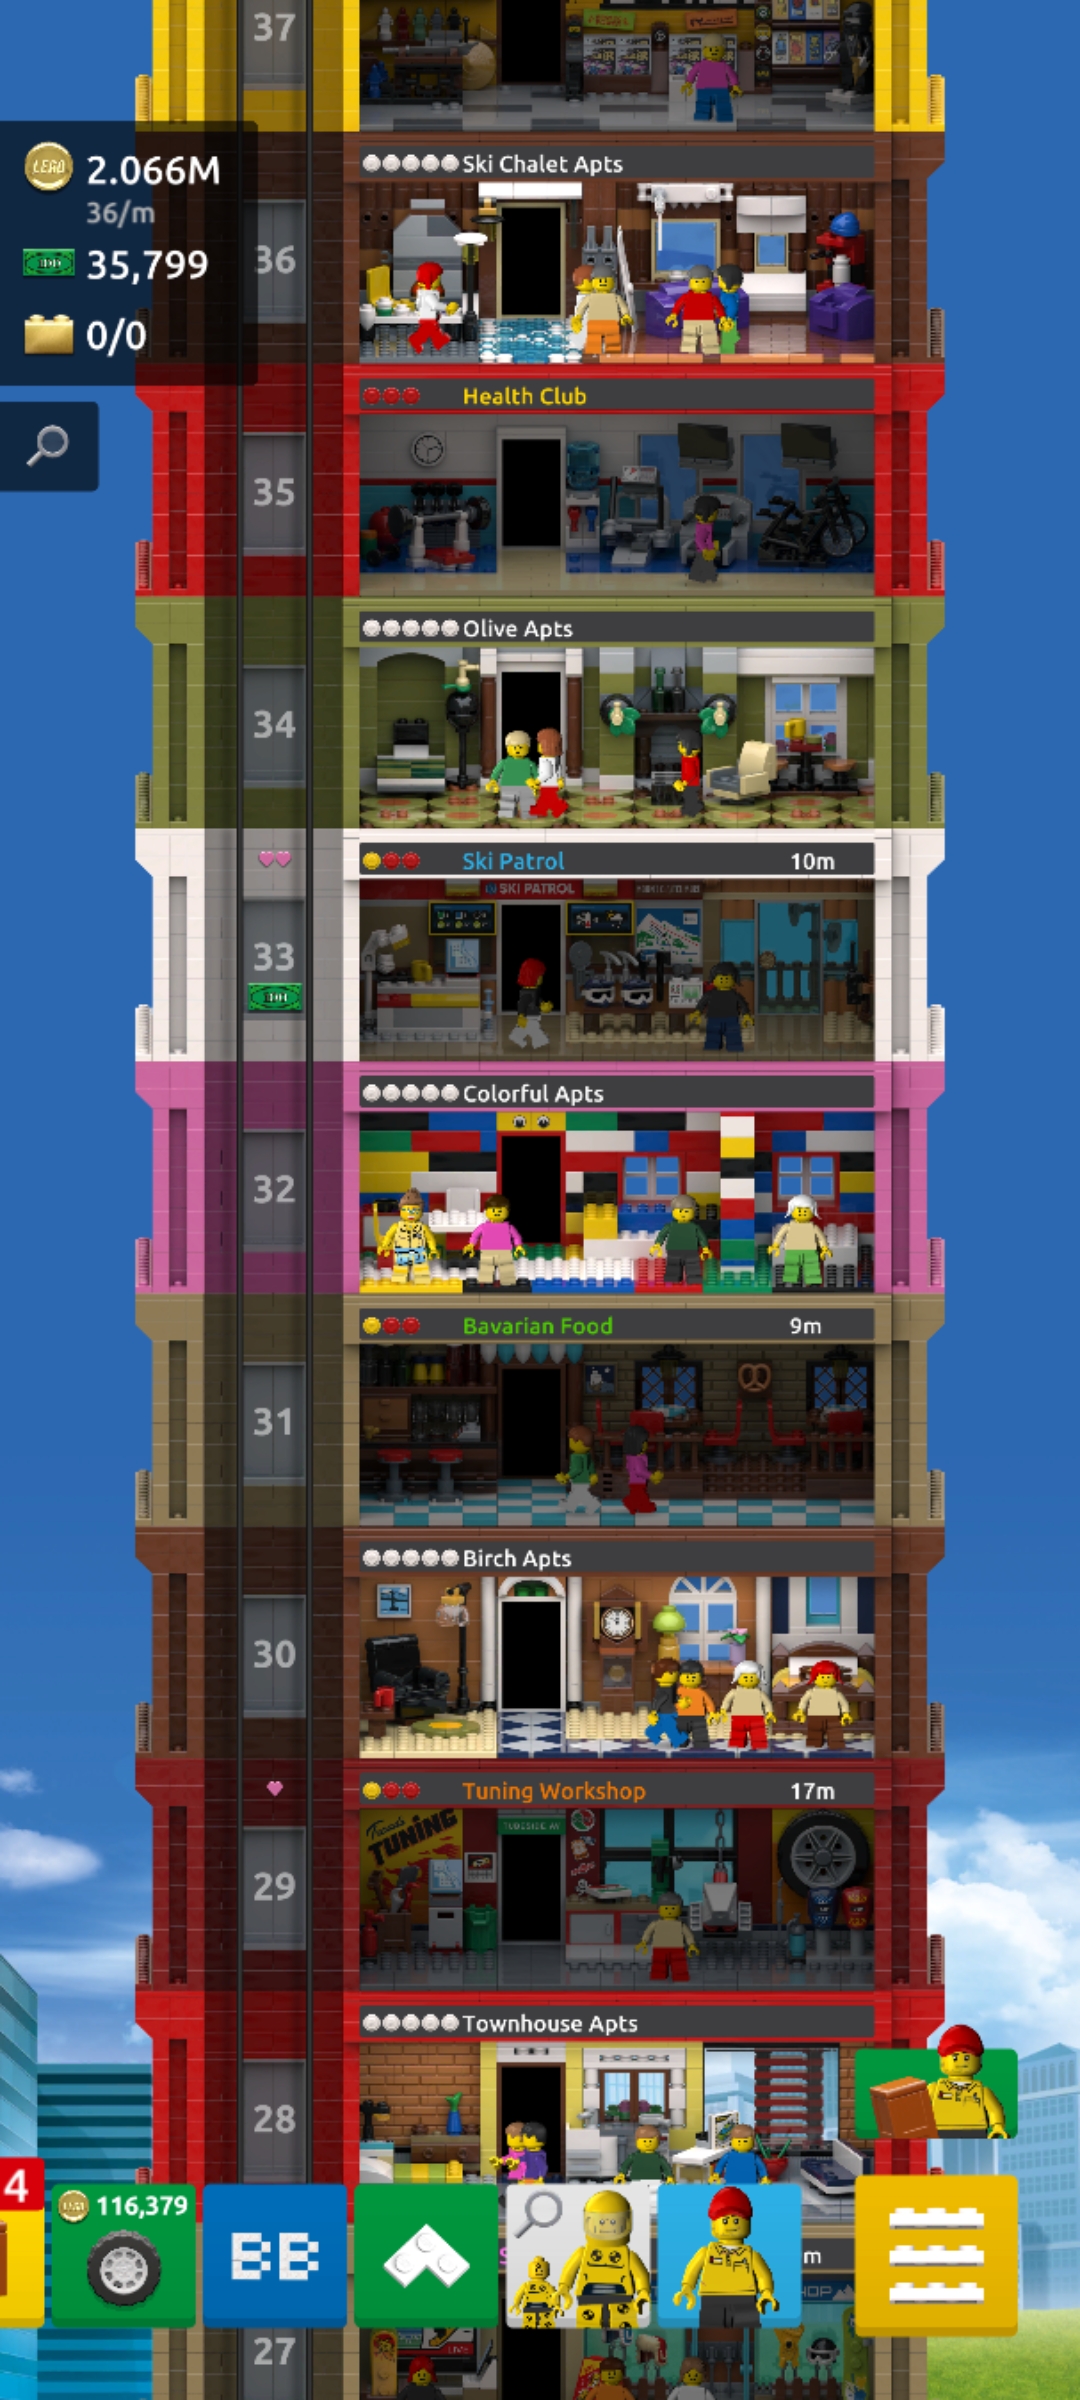 37
LEGO
2.066M
36/m
35,799
0/0
Ski Chalet Apts
36
Health Club
35
Olive Apts
34
Ski Patrol 10m
SKI PATROL
33
Colorful Apts
32
Bavarian Food 9m
31
Birch Apts
30
Tuning Workshop 17m
TUNING
29
Townhouse Apts
28
4
116,379
BB
m
27